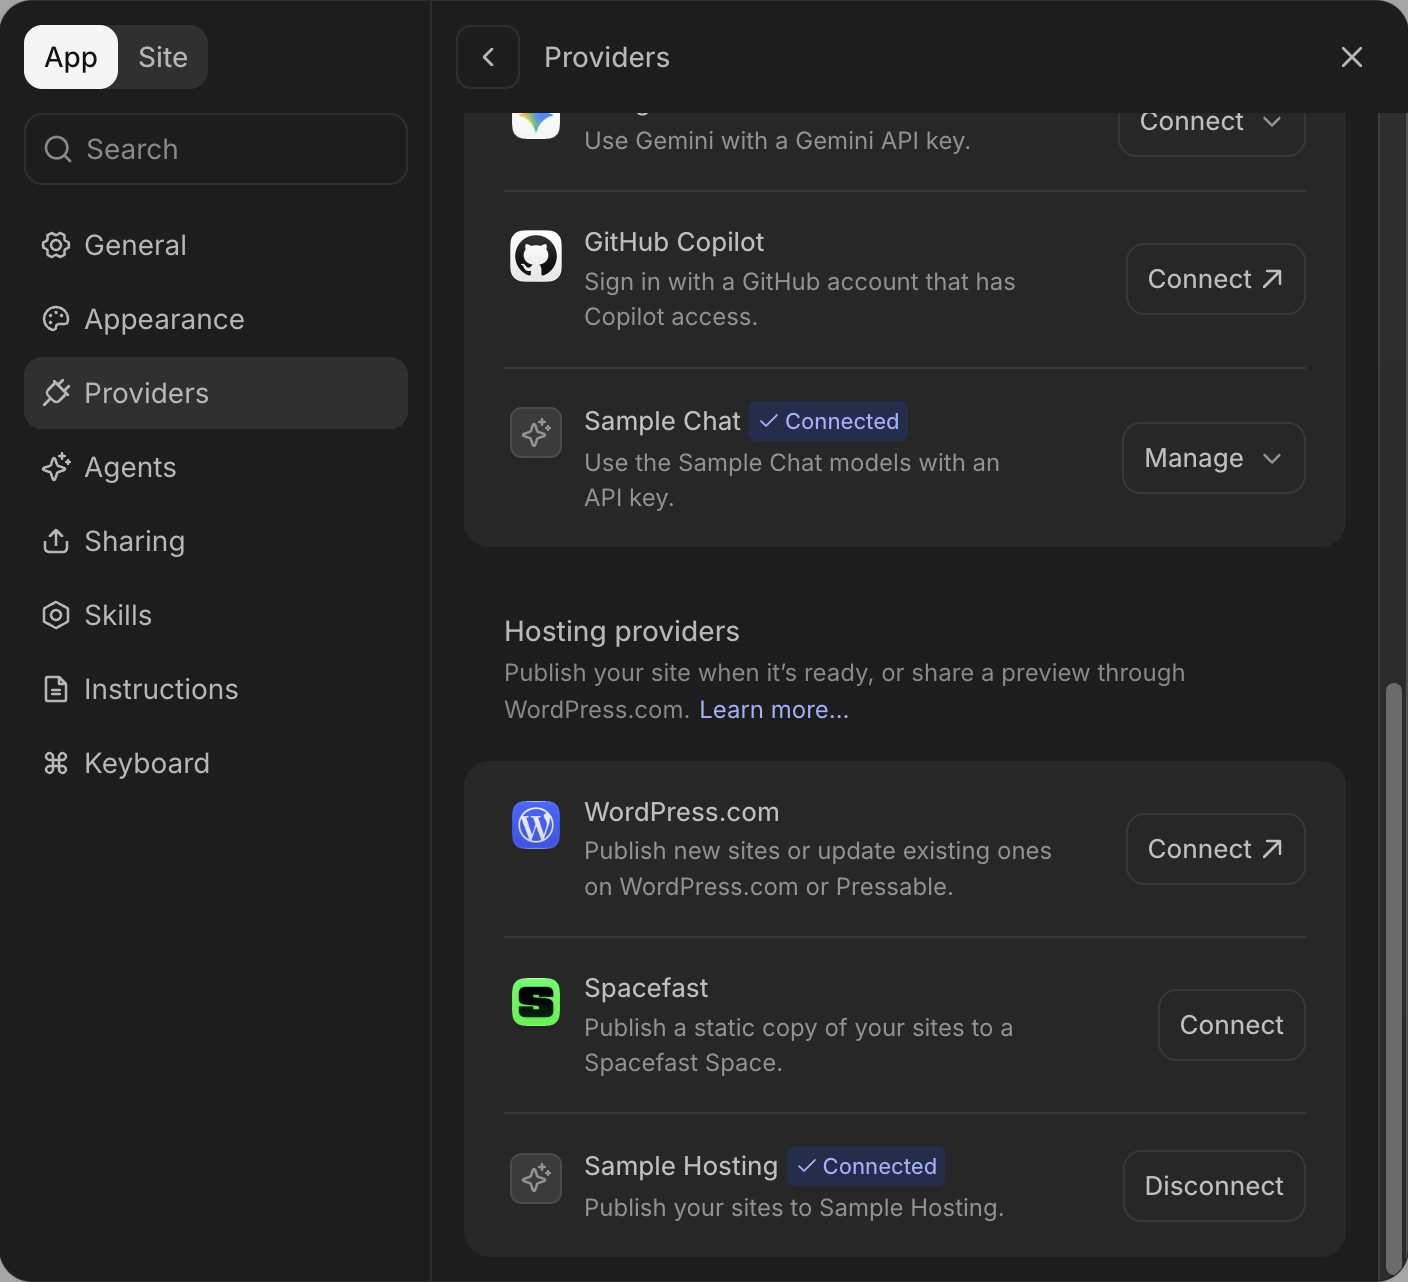 App
Site
Providers
Search
General
Appearance
Providers
Agents
Sharing
Skills
Instructions
Keyboard
Connect
Use Gemini with a Gemini API key.
GitHub Copilot
Sign in with a GitHub account that has
Copilot access.
Connect
Sample Chat
Connected
Use the Sample Chat models with an
API key.
Manage
Hosting providers
Publish your site when it’s ready, or share a preview through
WordPress.com. Learn more...
WordPress.com
Publish new sites or update existing ones
on WordPress.com or Pressable.
Connect
Spacefast
Publish a static copy of your sites to a
Spacefast Space.
Connect
Sample Hosting
Connected
Publish your sites to Sample Hosting.
Disconnect